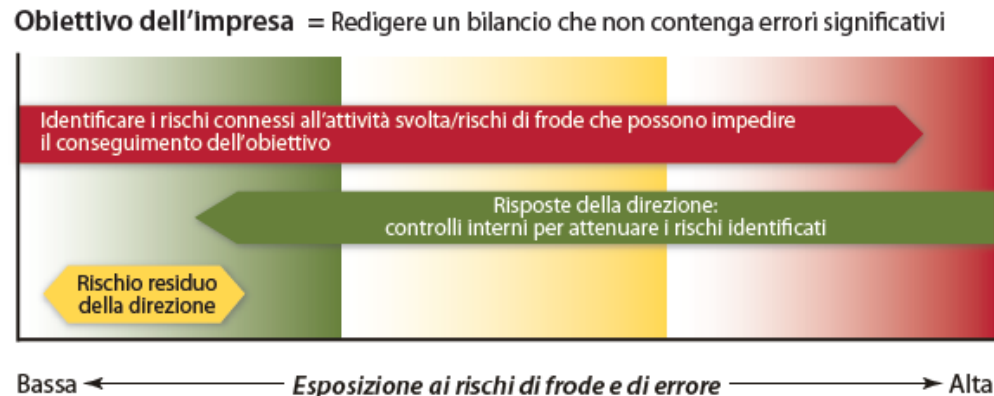 Obiettivo dell'impresa = Redigere un bilancio che non contenga errori significativi
Identificare i rischi connessi all'attività svolta/rischi di frode che possono impedire
il conseguimento dell'obiettivo
Risposte della direzione:
controlli interni per attenuare i rischi identificati
Rischio residuo
della direzione
Bassa Esposizione ai rischi di frode e di errore Alta